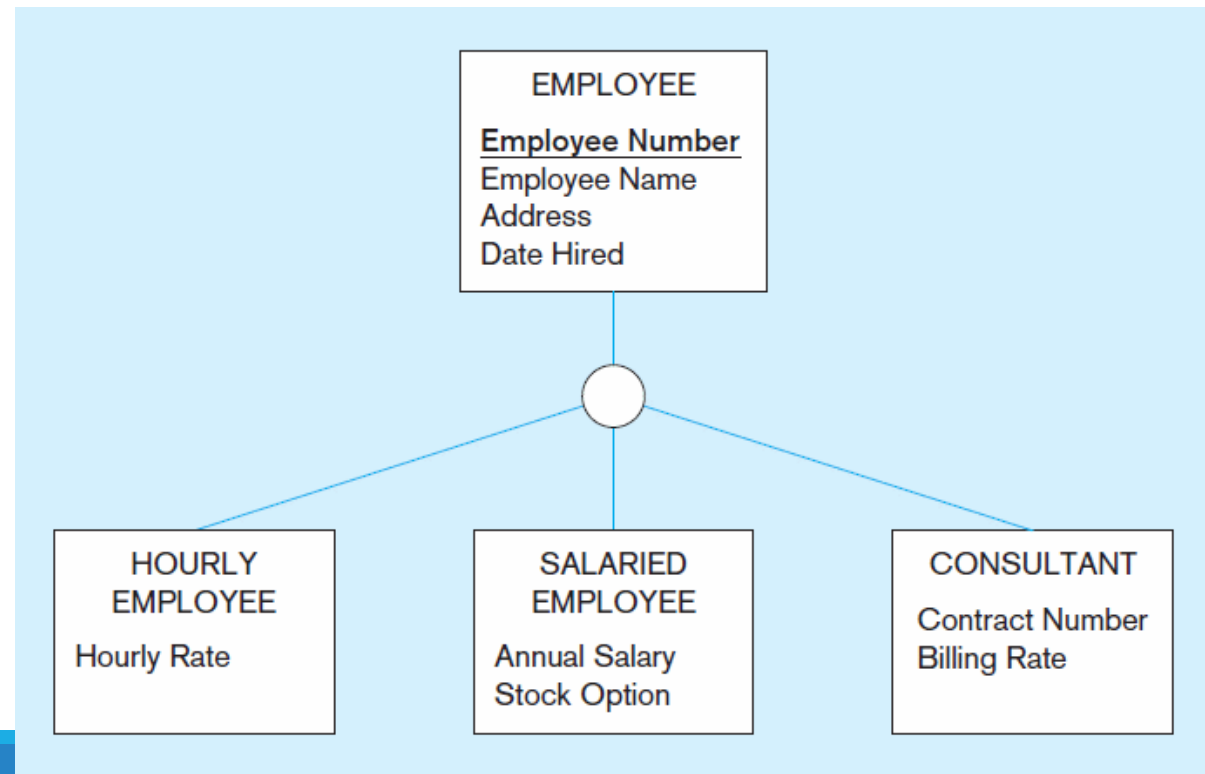 EMPLOYEE
Employee Number
Employee Name
Address
Date Hired
HOURLY
EMPLOYEE
Hourly Rate
SALARIED
EMPLOYEE
Annual Salary
Stock Option
CONSULTANT
Contract Number
Billing Rate